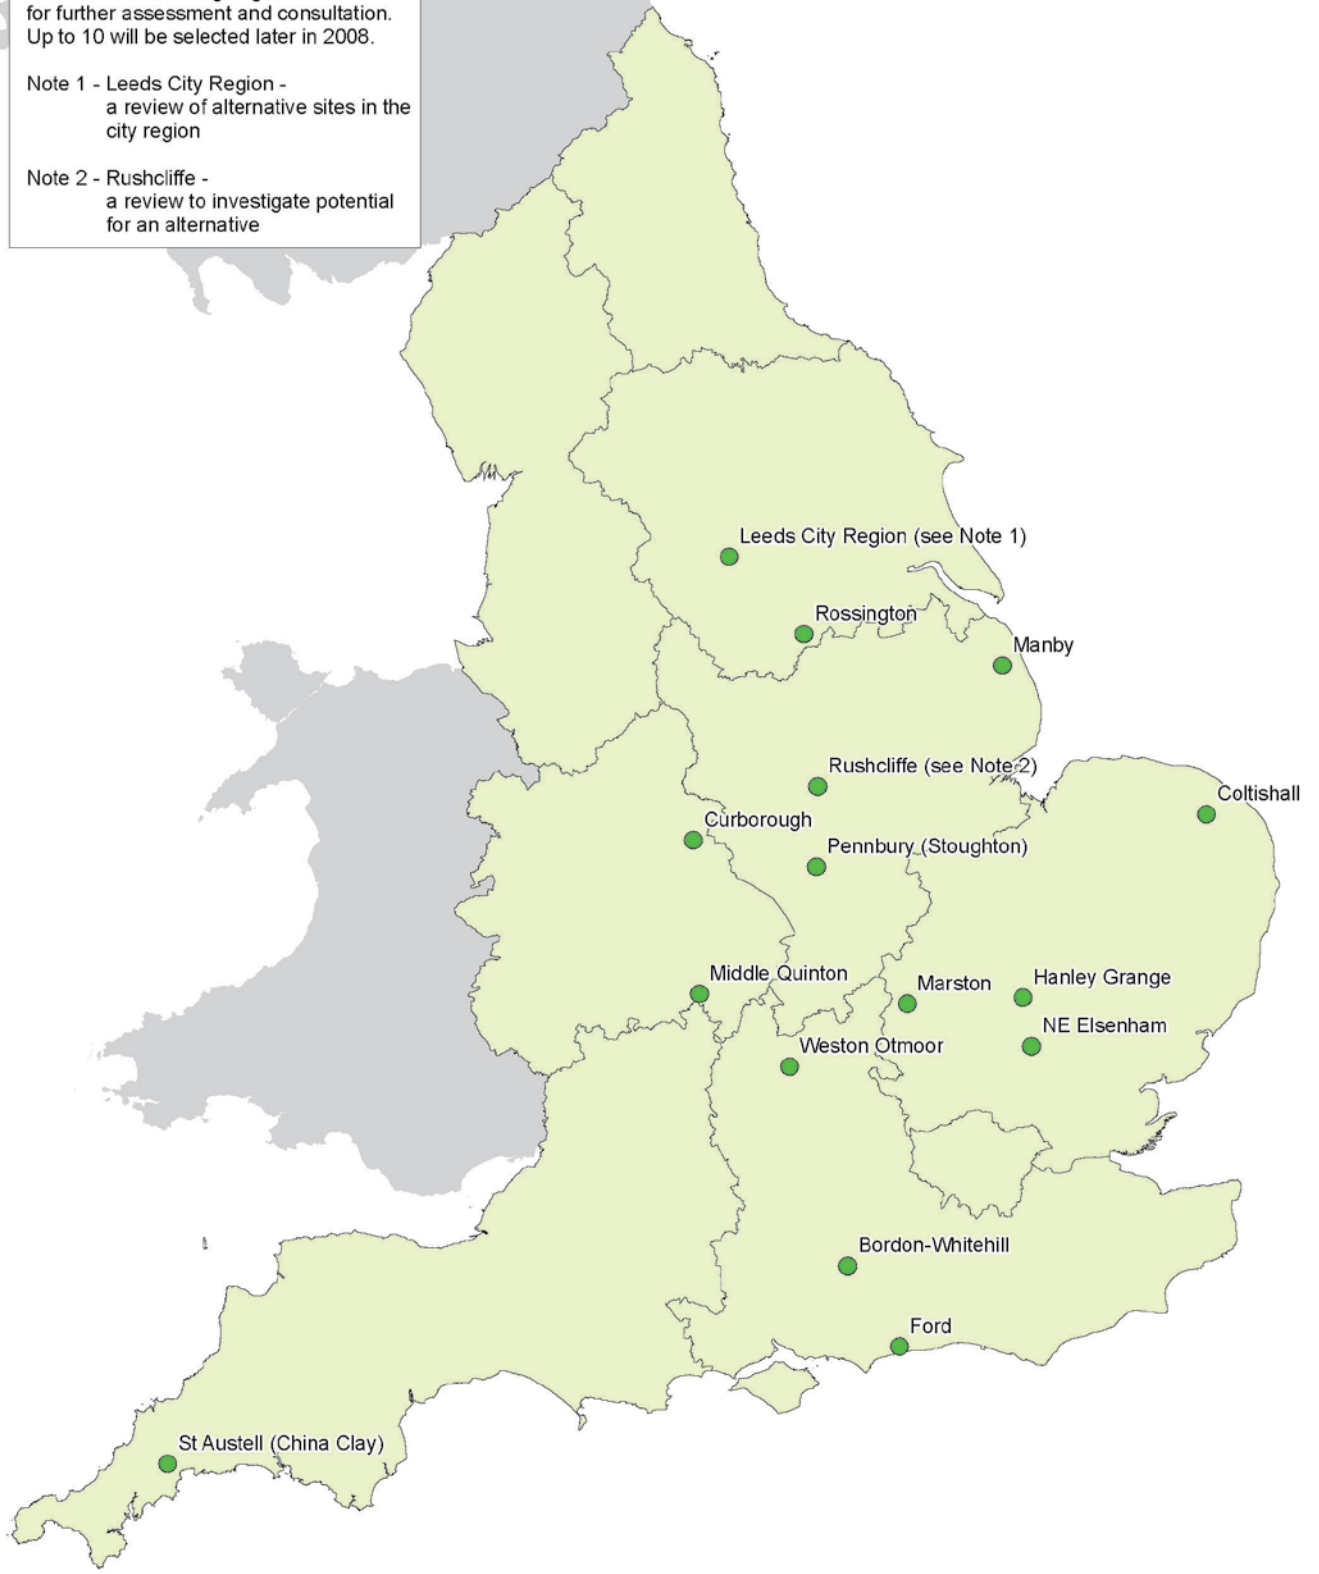 for further assessment and consultation.
Up to 10 will be selected later in 2008.
Note 1 - Leeds City Region -
a review of alternative sites in the
city region
Note 2 - Rushcliffe -
a review to investigate potential
for an alternative
Leeds City Region (see Note 1)
Rossington
Manby
Rushcliffe (see Note 2)
Coltishall
Curborough
Pennbury (Stoughton)
Middle Quinton
Marston
Hanley Grange
NE Elsenham
Weston Otmoor
Bordon-Whitehill
Ford
St Austell (China Clay)